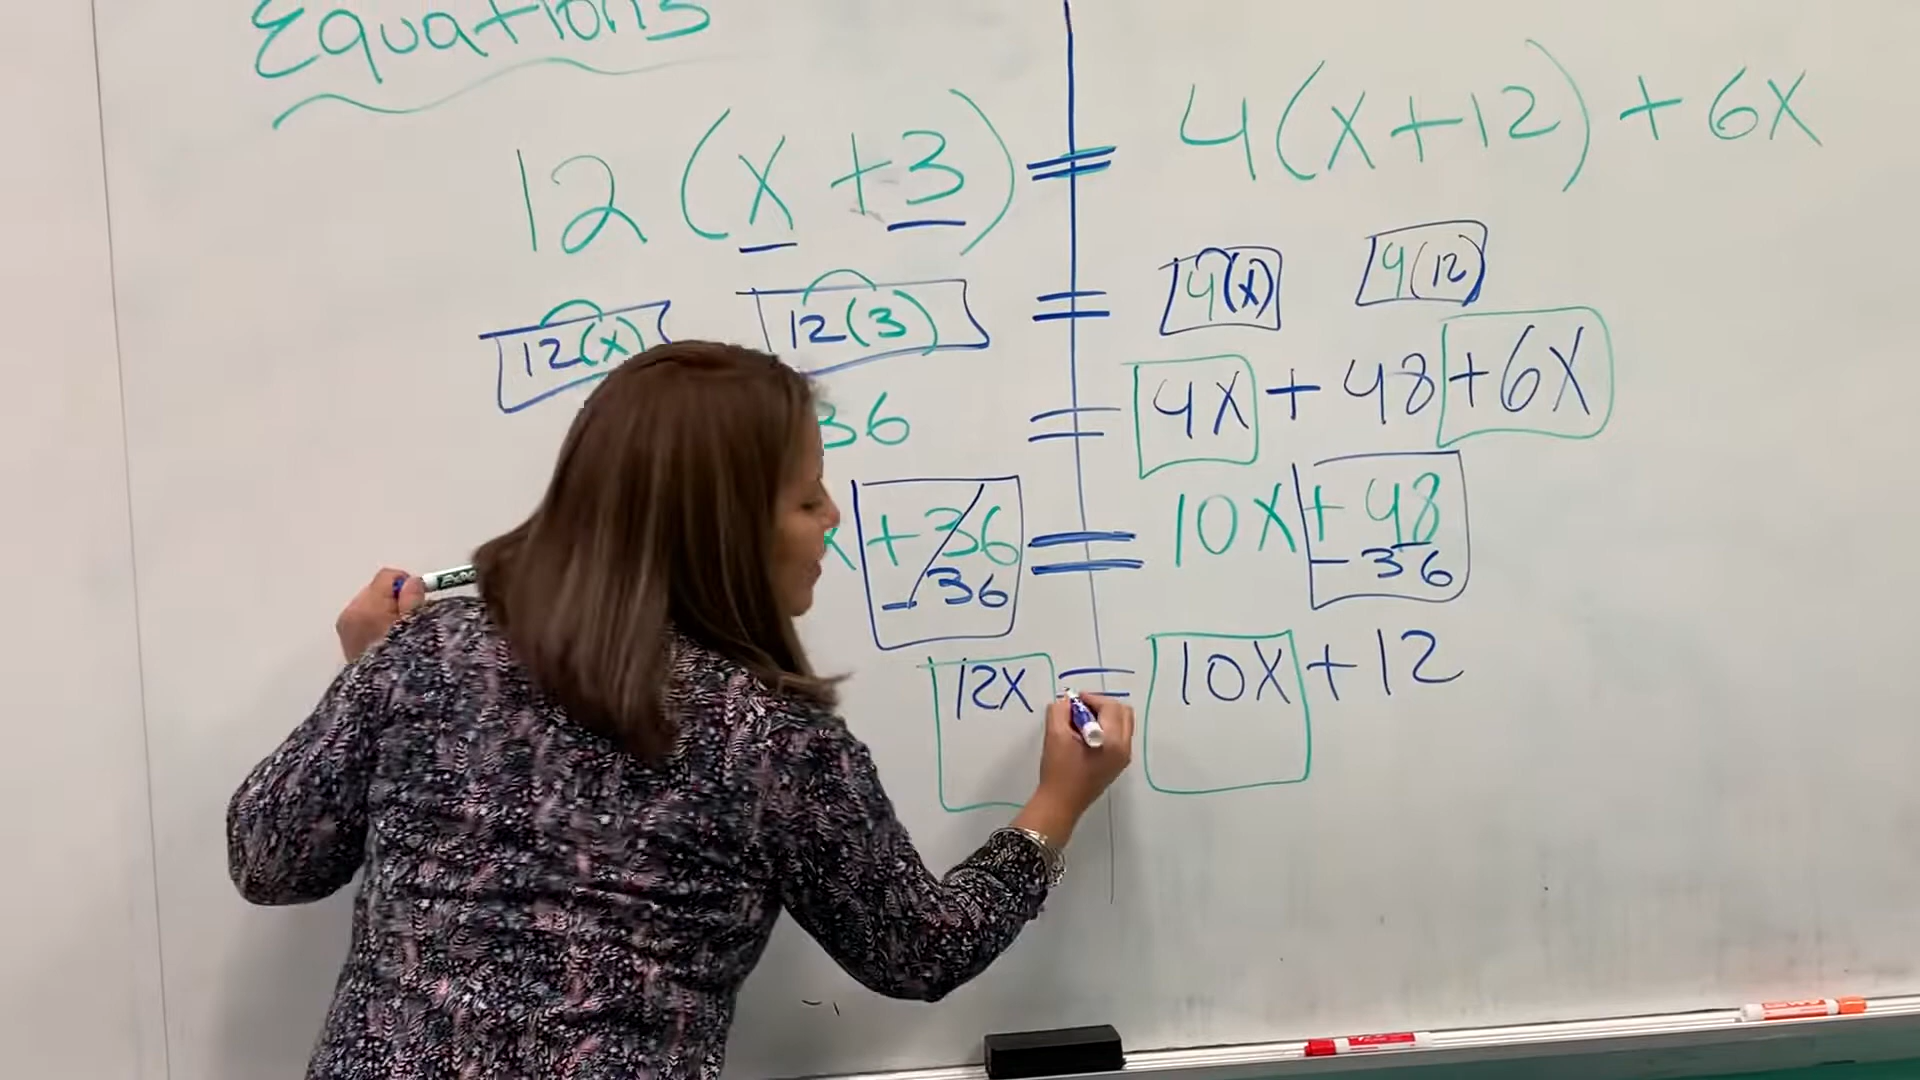 Equations
12 (x + 3) = 4(x+12) + 6x
12(x) 12(3) = 4(x) 4(12)
36 = 4x + 48 + 6x
x + 36 = 10x + 48
- 36 - 36
12x = 10x + 12
EXPO